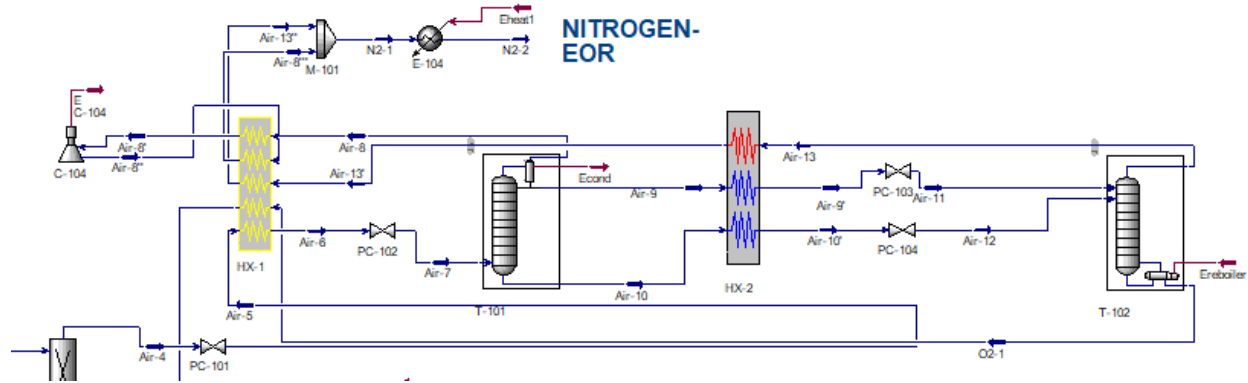 Air-13"
Eheat1
NITROGEN-
EOR
M-101
N2-1
E-104
N2-2
Air-8'''
E
C-104
Air-8'
Air-8"
C-104
Air-8
Air-13'
Air-13
Econd
Air-9
Air-9'
PC-103
Air-11
Air-6
PC-102
Air-7
Air-10'
PC-104
Air-12
HX-1
Air-10
HX-2
Ereboiler
Air-5
T-101
T-102
Air-4
PC-101
O2-1